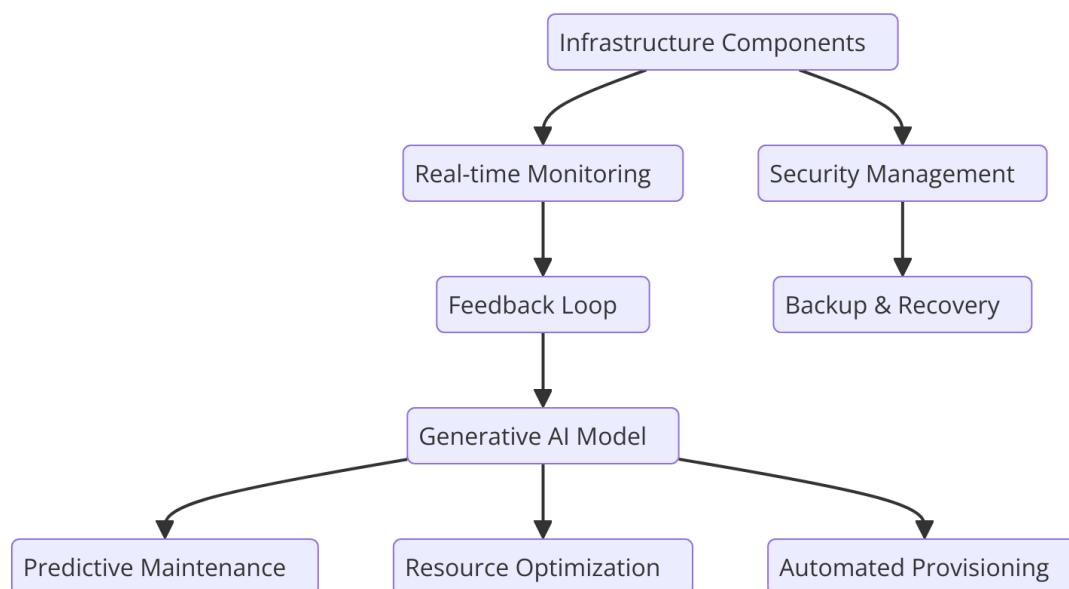 Infrastructure Components
Real-time Monitoring
Security Management
Feedback Loop
Backup & Recovery
Generative AI Model
Predictive Maintenance
Resource Optimization
Automated Provisioning